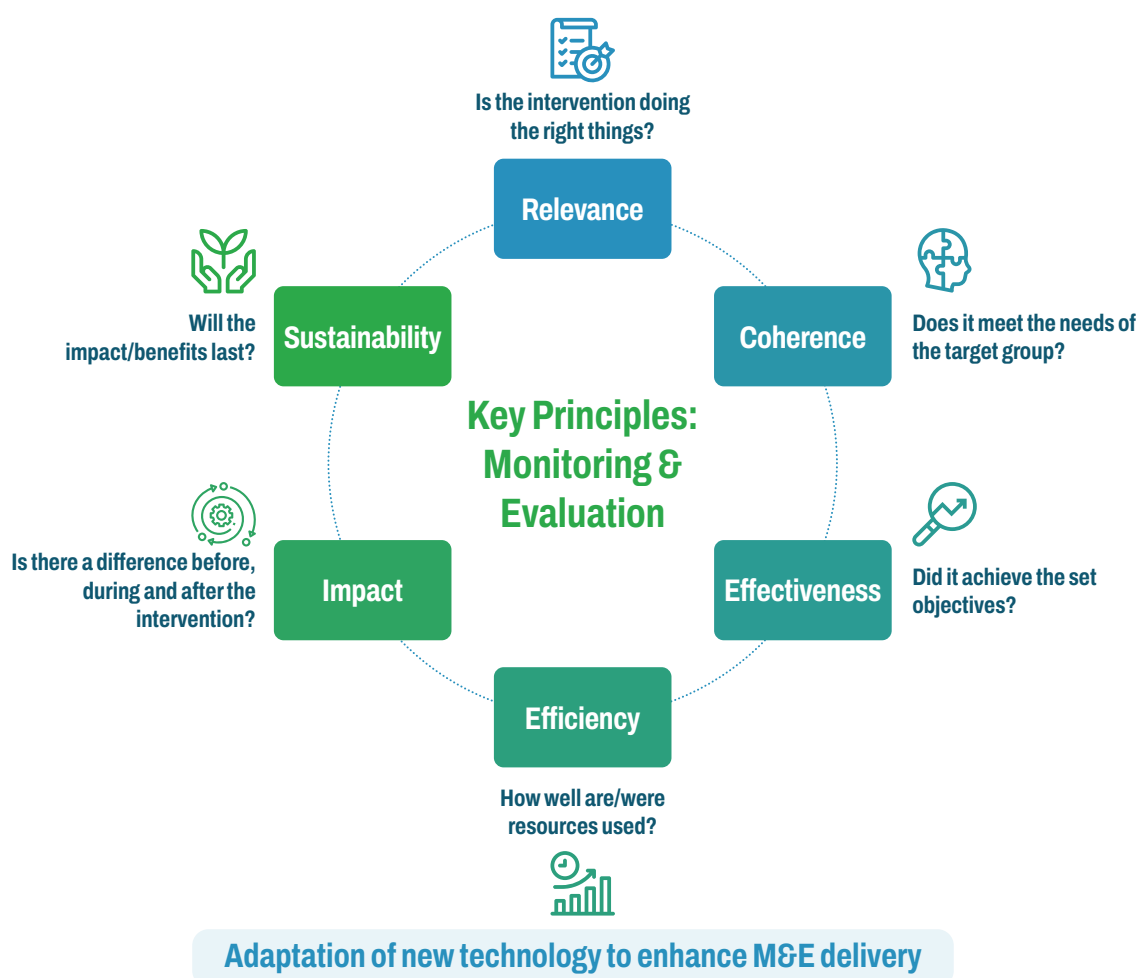 Is the intervention doing
the right things?
Relevance
Coherence
Does it meet the needs of
the target group?
Effectiveness
Did it achieve the set
objectives?
Efficiency
How well are/were
resources used?
Impact
Is there a difference before,
during and after the
intervention?
Sustainability
Will the
impact/benefits last?
Key Principles:
Monitoring &
Evaluation
Adaptation of new technology to enhance M&E delivery